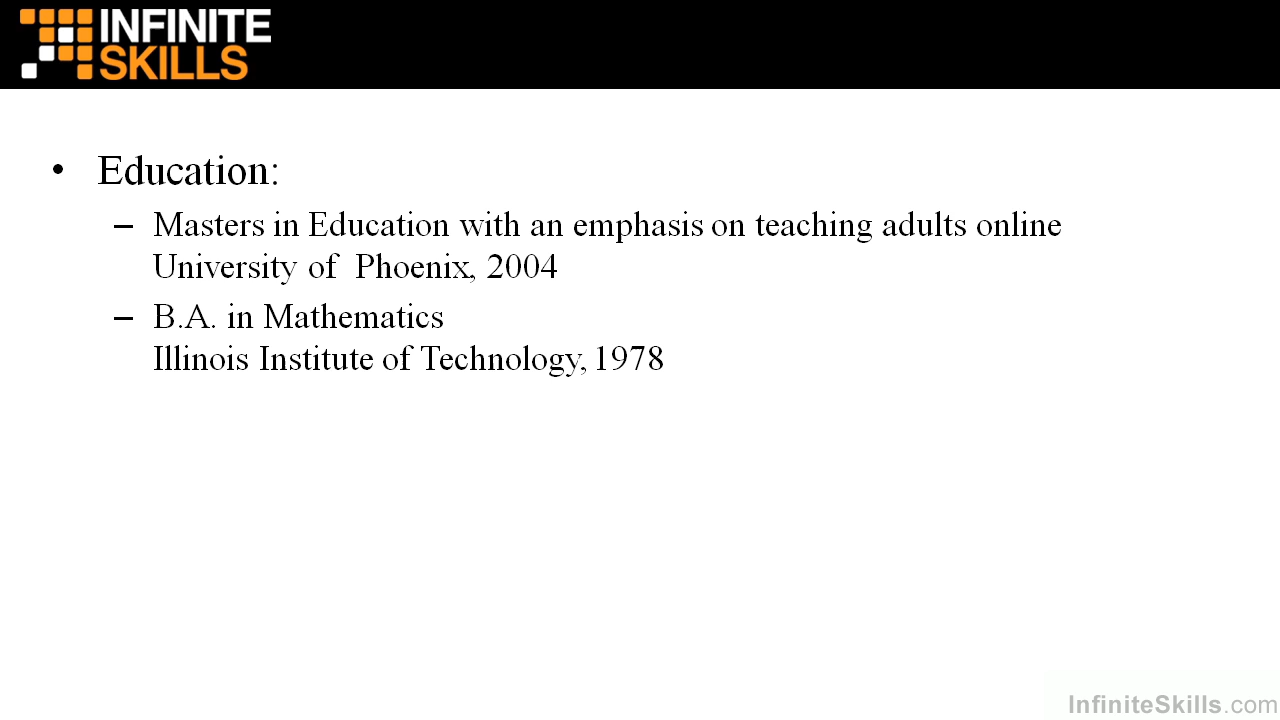 INFINITE
SKILLS
• Education:
– Masters in Education with an emphasis on teaching adults online
University of  Phoenix, 2004
– B.A. in Mathematics
Illinois Institute of Technology, 1978
InfiniteSkills.com